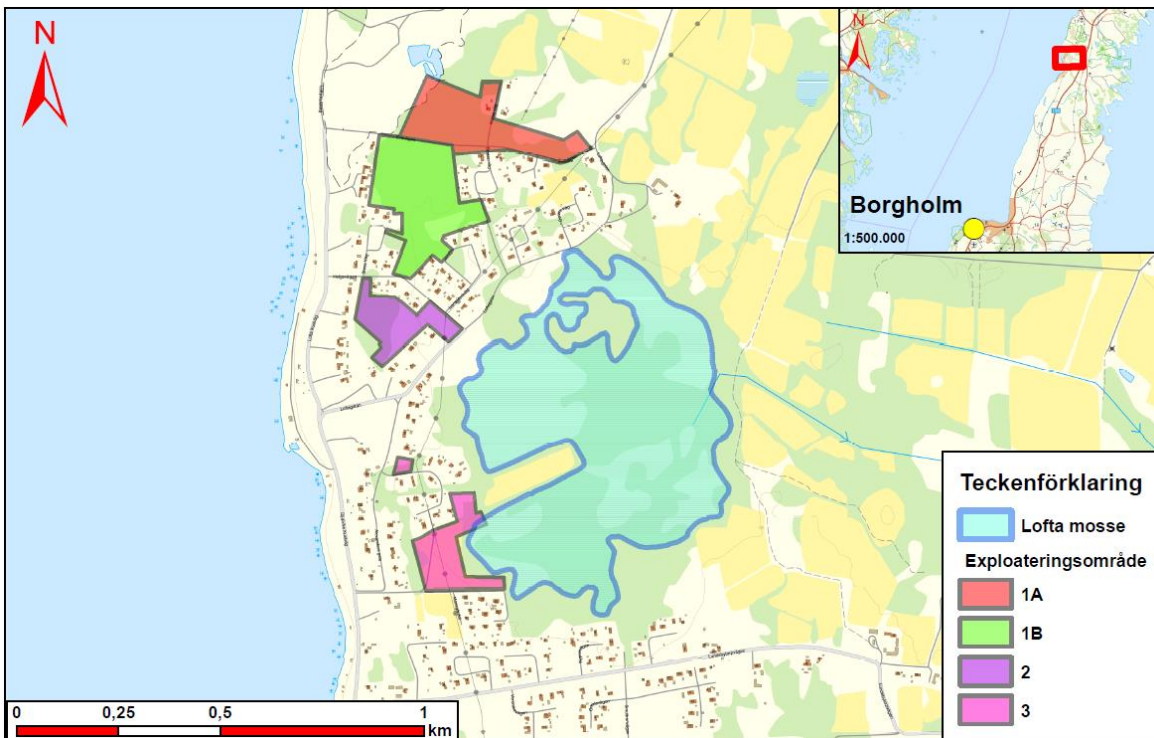 N
N
Borgholm
1:500.000
Teckenförklaring
Lofta mosse
Exploateringsområde
1A
1B
2
3
0
0,25
0,5
1
km